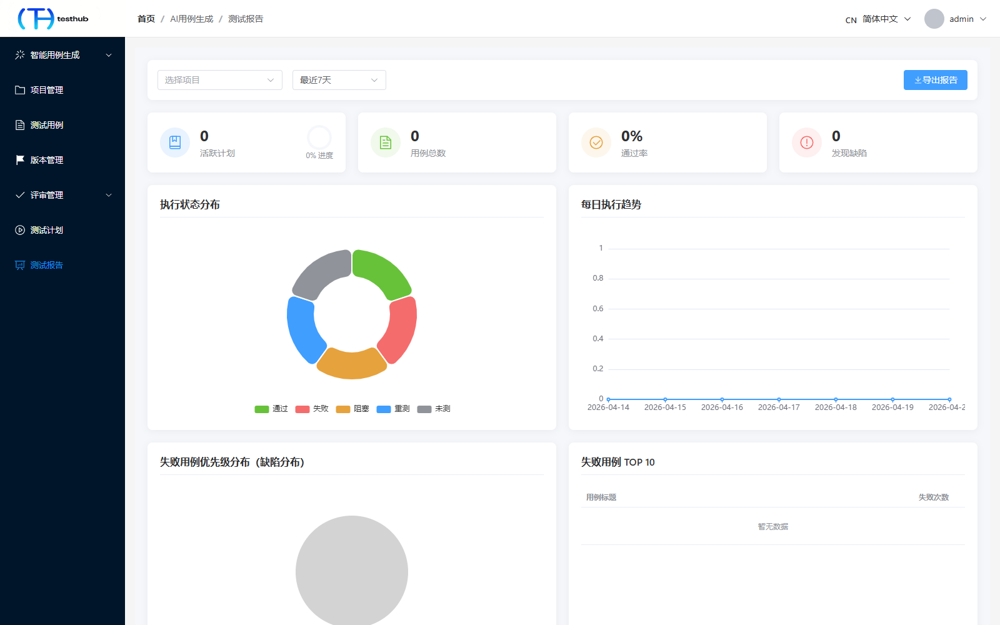 testhub
首页 / AI用例生成 / 测试报告
CN 简体中文
admin
智能用例生成
项目管理
测试用例
版本管理
评审管理
测试计划
测试报告
选择项目
最近7天
导出报告
0
活跃计划
0% 进度
0
用例总数
0%
通过率
0
发现缺陷
执行状态分布
通过 失败 阻塞 重测 未测
每日执行趋势
1
0.8
0.6
0.4
0.2
0
2026-04-14 2026-04-15 2026-04-16 2026-04-17 2026-04-18 2026-04-19 2026-04-2
失败用例优先级分布（缺陷分布）
失败用例 TOP 10
用例标题 失败次数
暂无数据